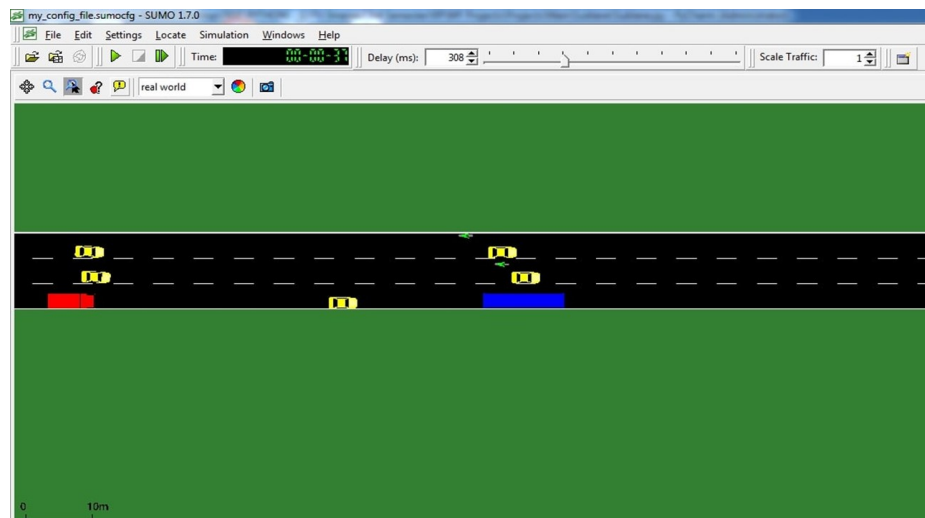 my_config_file.sumocfg - SUMO 1.7.0
File Edit Settings Locate Simulation Windows Help
Time: 00-00-37 Delay (ms): 308 Scale Traffic: 1
real world
0 10m